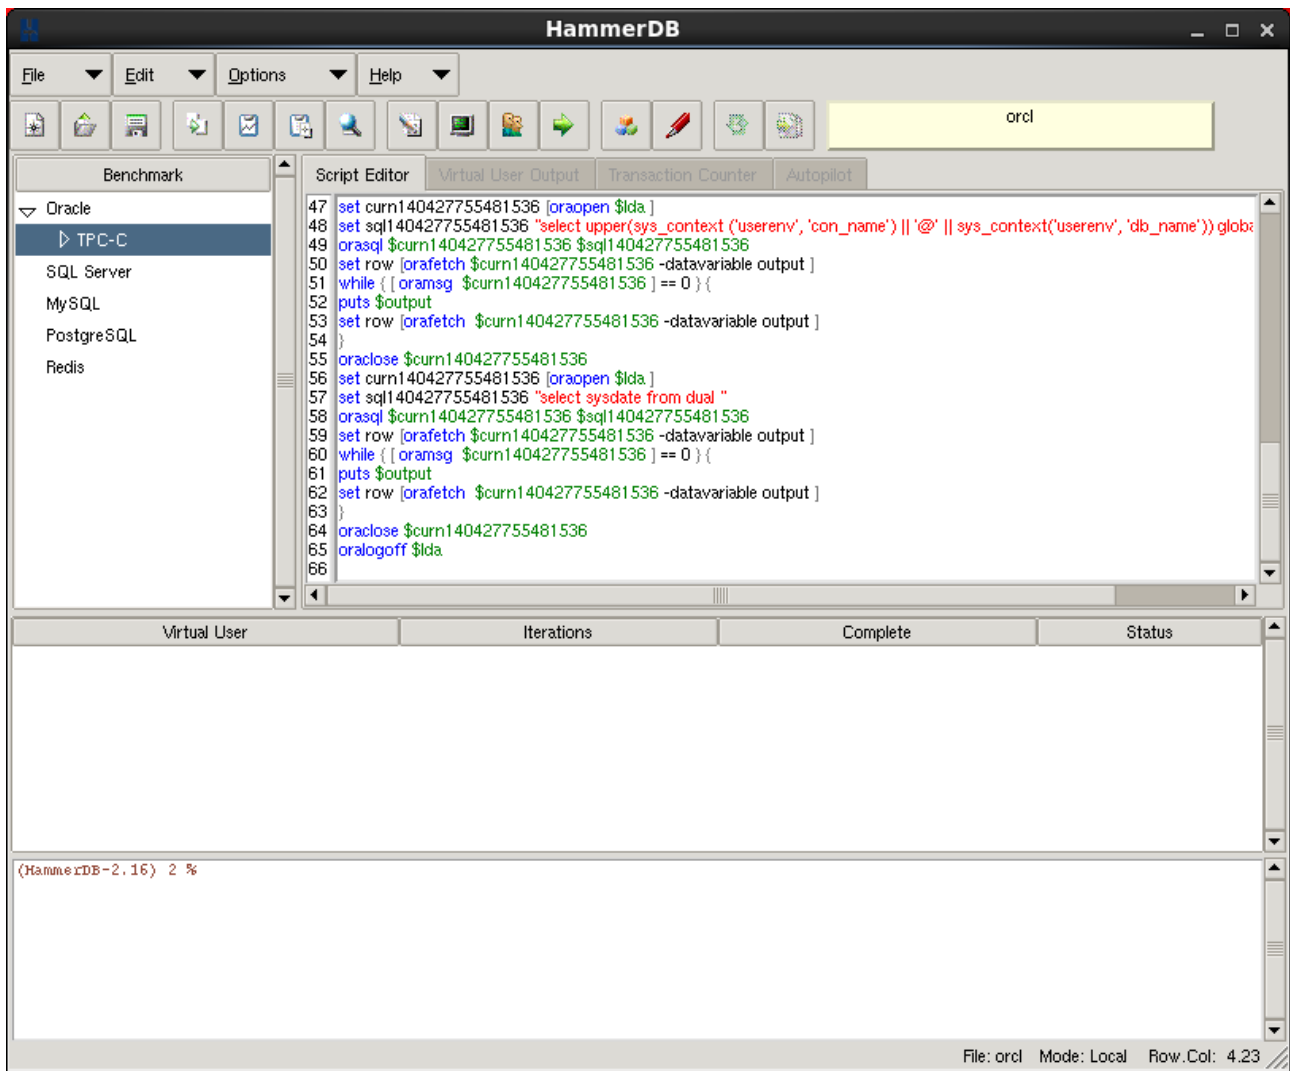 HammerDB
File Edit Options Help
orcl
Benchmark
Oracle
TPC-C
SQL Server
MySQL
PostgreSQL
Redis
Script Editor Virtual User Output Transaction Counter Autopilot
47 set curn140427755481536 [oraopen $lda ]
48 set sql140427755481536 "select upper(sys_context ('userenv', 'con_name') || '@' || sys_context('userenv', 'db_name')) globa
49 orasql $curn140427755481536 $sql140427755481536
50 set row [orafetch $curn140427755481536 -datavariable output ]
51 while { [ oramsg  $curn140427755481536 ] == 0 } {
52 puts $output
53 set row [orafetch  $curn140427755481536 -datavariable output ]
54 }
55 oraclose $curn140427755481536
56 set curn140427755481536 [oraopen $lda ]
57 set sql140427755481536 "select sysdate from dual "
58 orasql $curn140427755481536 $sql140427755481536
59 set row [orafetch $curn140427755481536 -datavariable output ]
60 while { [ oramsg  $curn140427755481536 ] == 0 } {
61 puts $output
62 set row [orafetch  $curn140427755481536 -datavariable output ]
63 }
64 oraclose $curn140427755481536
65 oralogoff $lda
66
Virtual User Iterations Complete Status
(HammerDB-2.16) 2 %
File: orcl Mode: Local Row.Col: 4.23